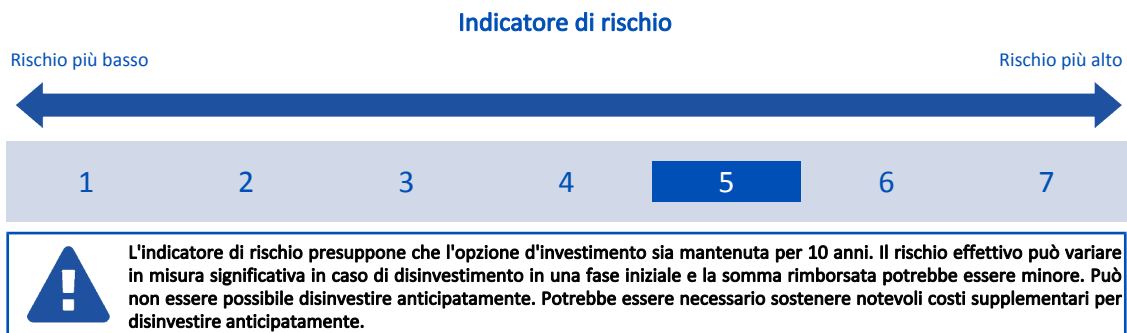 Indicatore di rischio
Rischio più basso
Rischio più alto
1 2 3 4 5 6 7
L'indicatore di rischio presuppone che l'opzione d'investimento sia mantenuta per 10 anni. Il rischio effettivo può variare
in misura significativa in caso di disinvestimento in una fase iniziale e la somma rimborsata potrebbe essere minore. Può
non essere possibile disinvestire anticipatamente. Potrebbe essere necessario sostenere notevoli costi supplementari per
disinvestire anticipatamente.